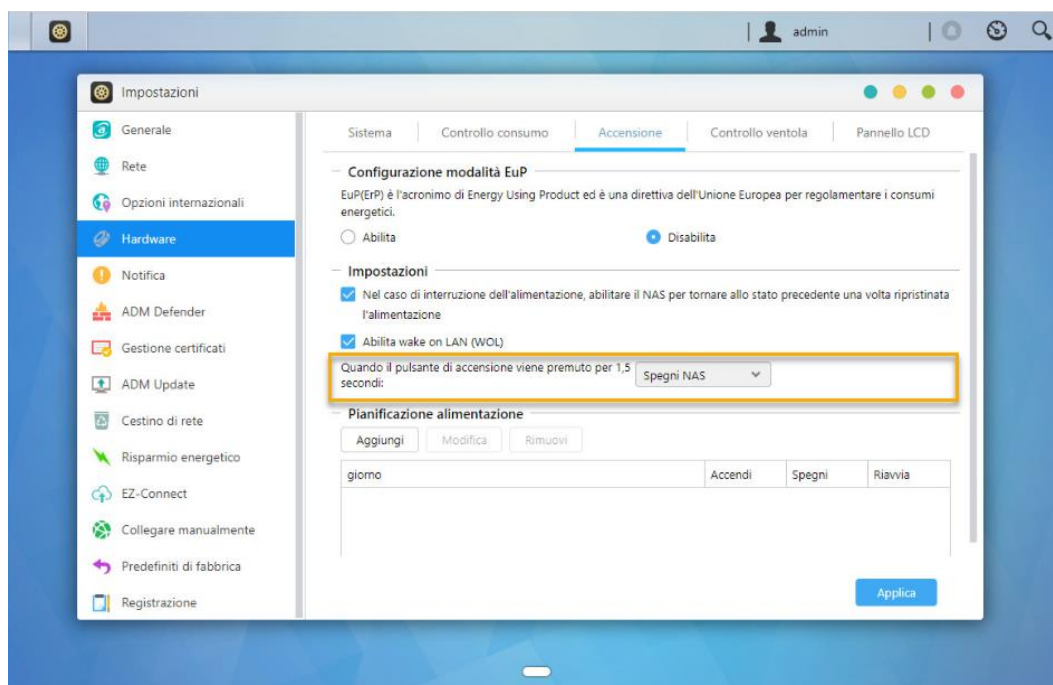 admin
Impostazioni
Generale
Rete
Opzioni internazionali
Hardware
Notifica
ADM Defender
Gestione certificati
ADM Update
Cestino di rete
Risparmio energetico
EZ-Connect
Collegare manualmente
Predefiniti di fabbrica
Registrazione
Sistema Controllo consumo Accensione Controllo ventola Pannello LCD
Configurazione modalità EuP
EuP(ErP) è l'acronimo di Energy Using Product ed è una direttiva dell'Unione Europea per regolamentare i consumi
energetici.
Abilita Disabilita
Impostazioni
Nel caso di interruzione dell'alimentazione, abilitare il NAS per tornare allo stato precedente una volta ripristinata
l'alimentazione
Abilita wake on LAN (WOL)
Quando il pulsante di accensione viene premuto per 1,5
secondi:
Spegni NAS
Pianificazione alimentazione
Aggiungi Modifica Rimuovi
giorno Accendi Spegni Riavvia
Applica